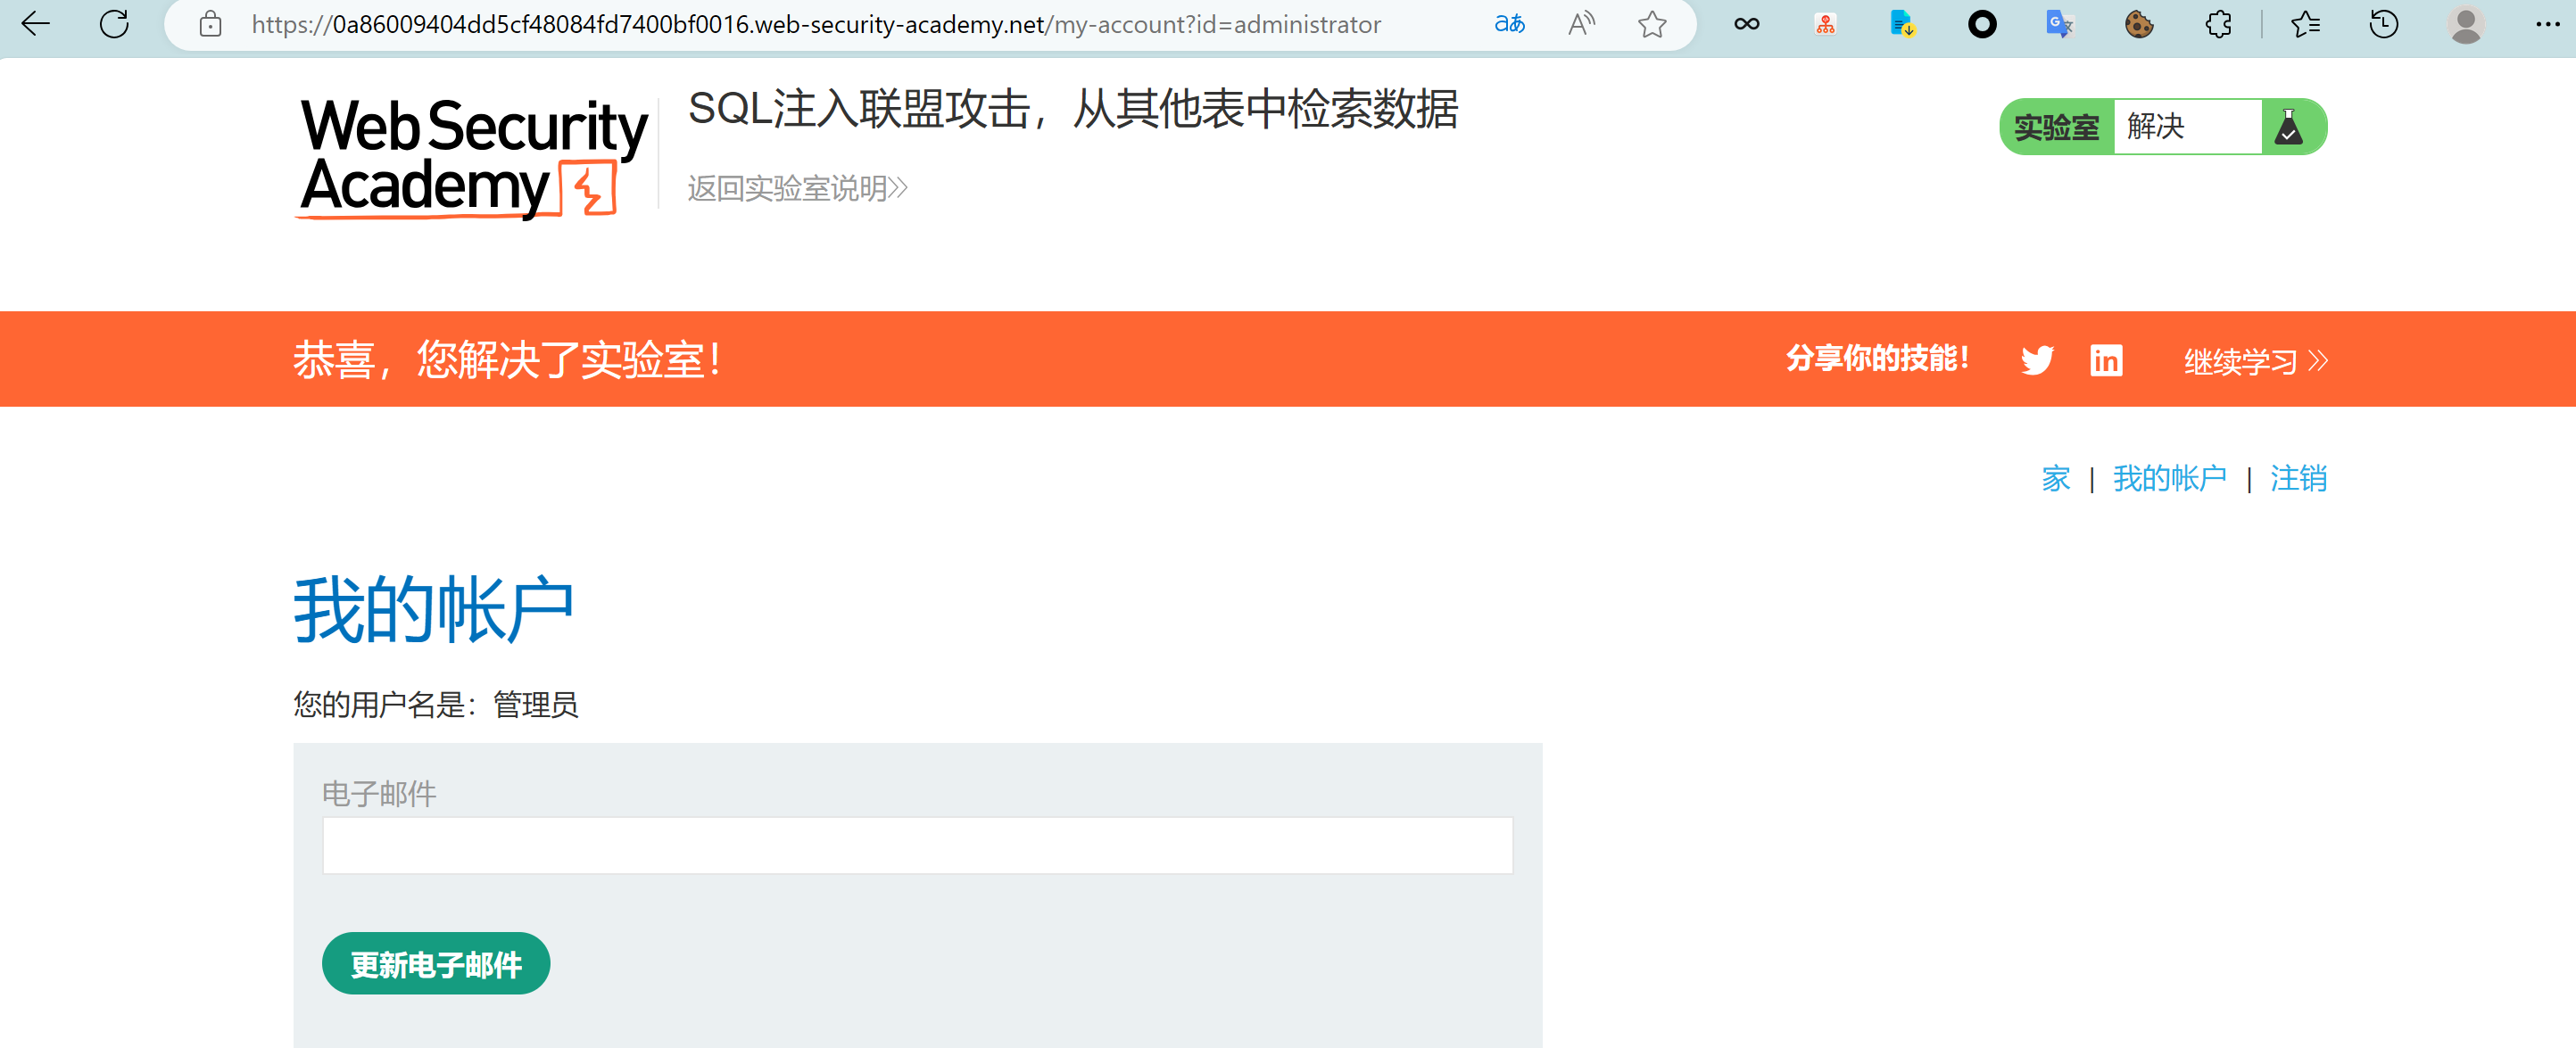 https://0a86009404dd5cf48084fd7400bf0016.web-security-academy.net/my-account?id=administrator
Web Security
Academy
SQL注入联盟攻击，从其他表中检索数据
返回实验室说明
实验室 解决
恭喜，您解决了实验室！
分享你的技能！
继续学习
家 | 我的帐户 | 注销
我的帐户
您的用户名是：管理员
电子邮件
更新电子邮件